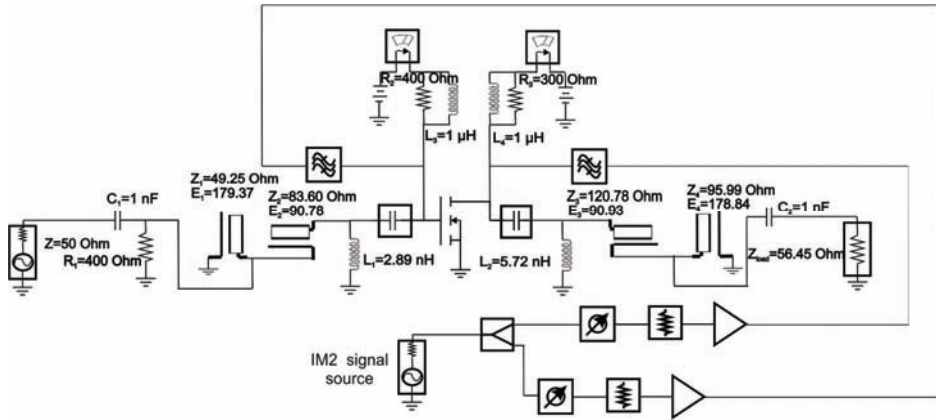 R₂=400 Ohm
R₃=300 Ohm
L₃=1 µH
L₄=1 µH
Z₁=49.25 Ohm
E₁=179.37
Z₂=83.60 Ohm
E₂=90.78
C₁=1 nF
Z=50 Ohm
R₁=400 Ohm
L₁=2.89 nH
L₂=5.72 nH
Z₃=120.78 Ohm
E₃=90.93
Z₄=95.99 Ohm
E₄=178.84
C₂=1 nF
Zₗₒₐd=56.45 Ohm
IM2 signal
source